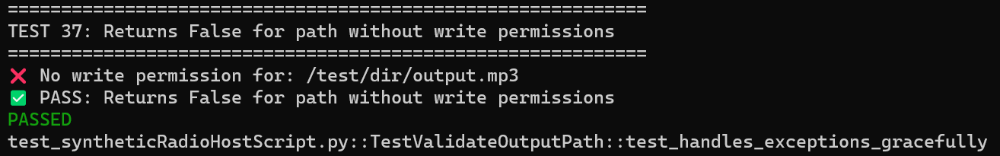 ============================================================
TEST 37: Returns False for path without write permissions
============================================================
❌ No write permission for: /test/dir/output.mp3
✅ PASS: Returns False for path without write permissions
PASSED
test_syntheticRadioHostScript.py::TestValidateOutputPath::test_handles_exceptions_gracefully